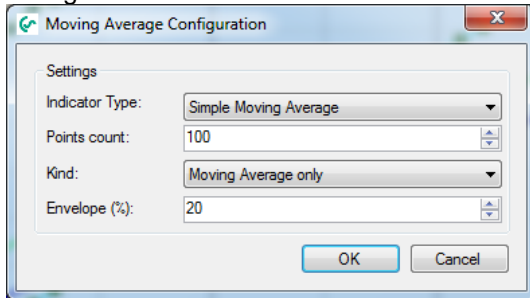 Moving Average Configuration
Settings
Indicator Type: Simple Moving Average
Points count: 100
Kind: Moving Average only
Envelope (%): 20
OK Cancel